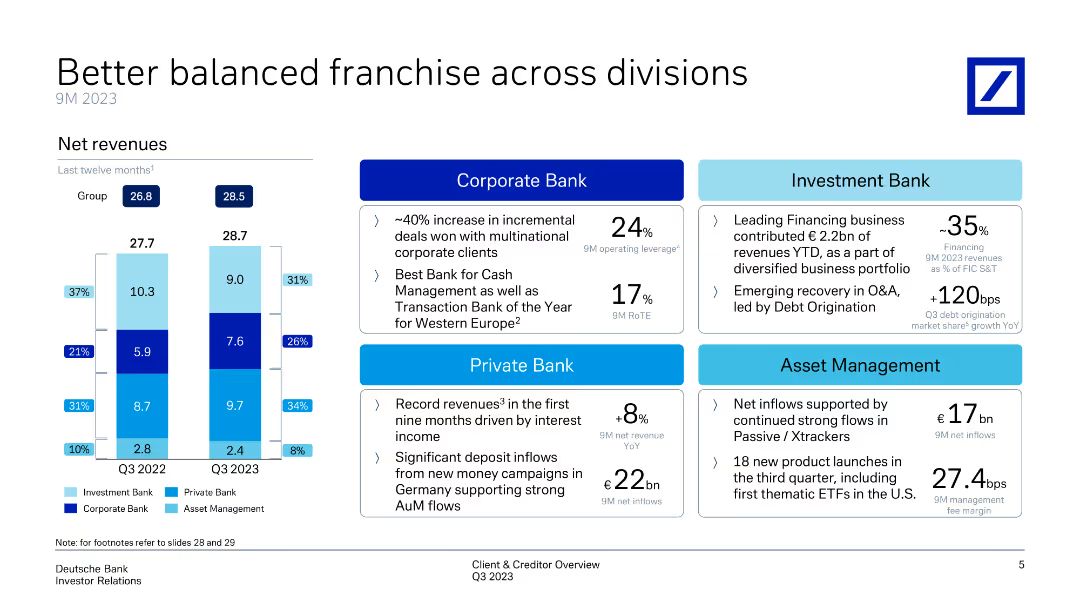 Better balanced franchise across divisions
9M 2023
Net revenues
Last twelve months¹
Group
26.8
28.5
27.7
28.7
37%
10.3
9.0
31%
21%
5.9
7.6
26%
31%
8.7
9.7
34%
10%
2.8
2.4
8%
Q3 2022
Q3 2023
Investment Bank
Private Bank
Corporate Bank
Asset Management
Corporate Bank
〉 ~40% increase in incremental
deals won with multinational
corporate clients
24%
9M operating leverage⁴
〉 Best Bank for Cash
Management as well as
Transaction Bank of the Year
for Western Europe²
17%
9M RoTE
Investment Bank
〉 Leading Financing business
contributed € 2.2bn of
revenues YTD, as a part of
diversified business portfolio
~35%
Financing
9M 2023 revenues
as % of FIC S&T
〉 Emerging recovery in O&A,
led by Debt Origination
+120bps
Q3 debt origination
market share⁵ growth YoY
Private Bank
〉 Record revenues³ in the first
nine months driven by interest
income
+8%
9M net revenue
YoY
〉 Significant deposit inflows
from new money campaigns in
Germany supporting strong
AuM flows
€ 22bn
9M net inflows
Asset Management
〉 Net inflows supported by
continued strong flows in
Passive / Xtrackers
€ 17bn
9M net inflows
〉 18 new product launches in
the third quarter, including
first thematic ETFs in the U.S.
27.4bps
9M management
fee margin
Note: for footnotes refer to slides 28 and 29
Deutsche Bank
Investor Relations
Client & Creditor Overview
Q3 2023
5